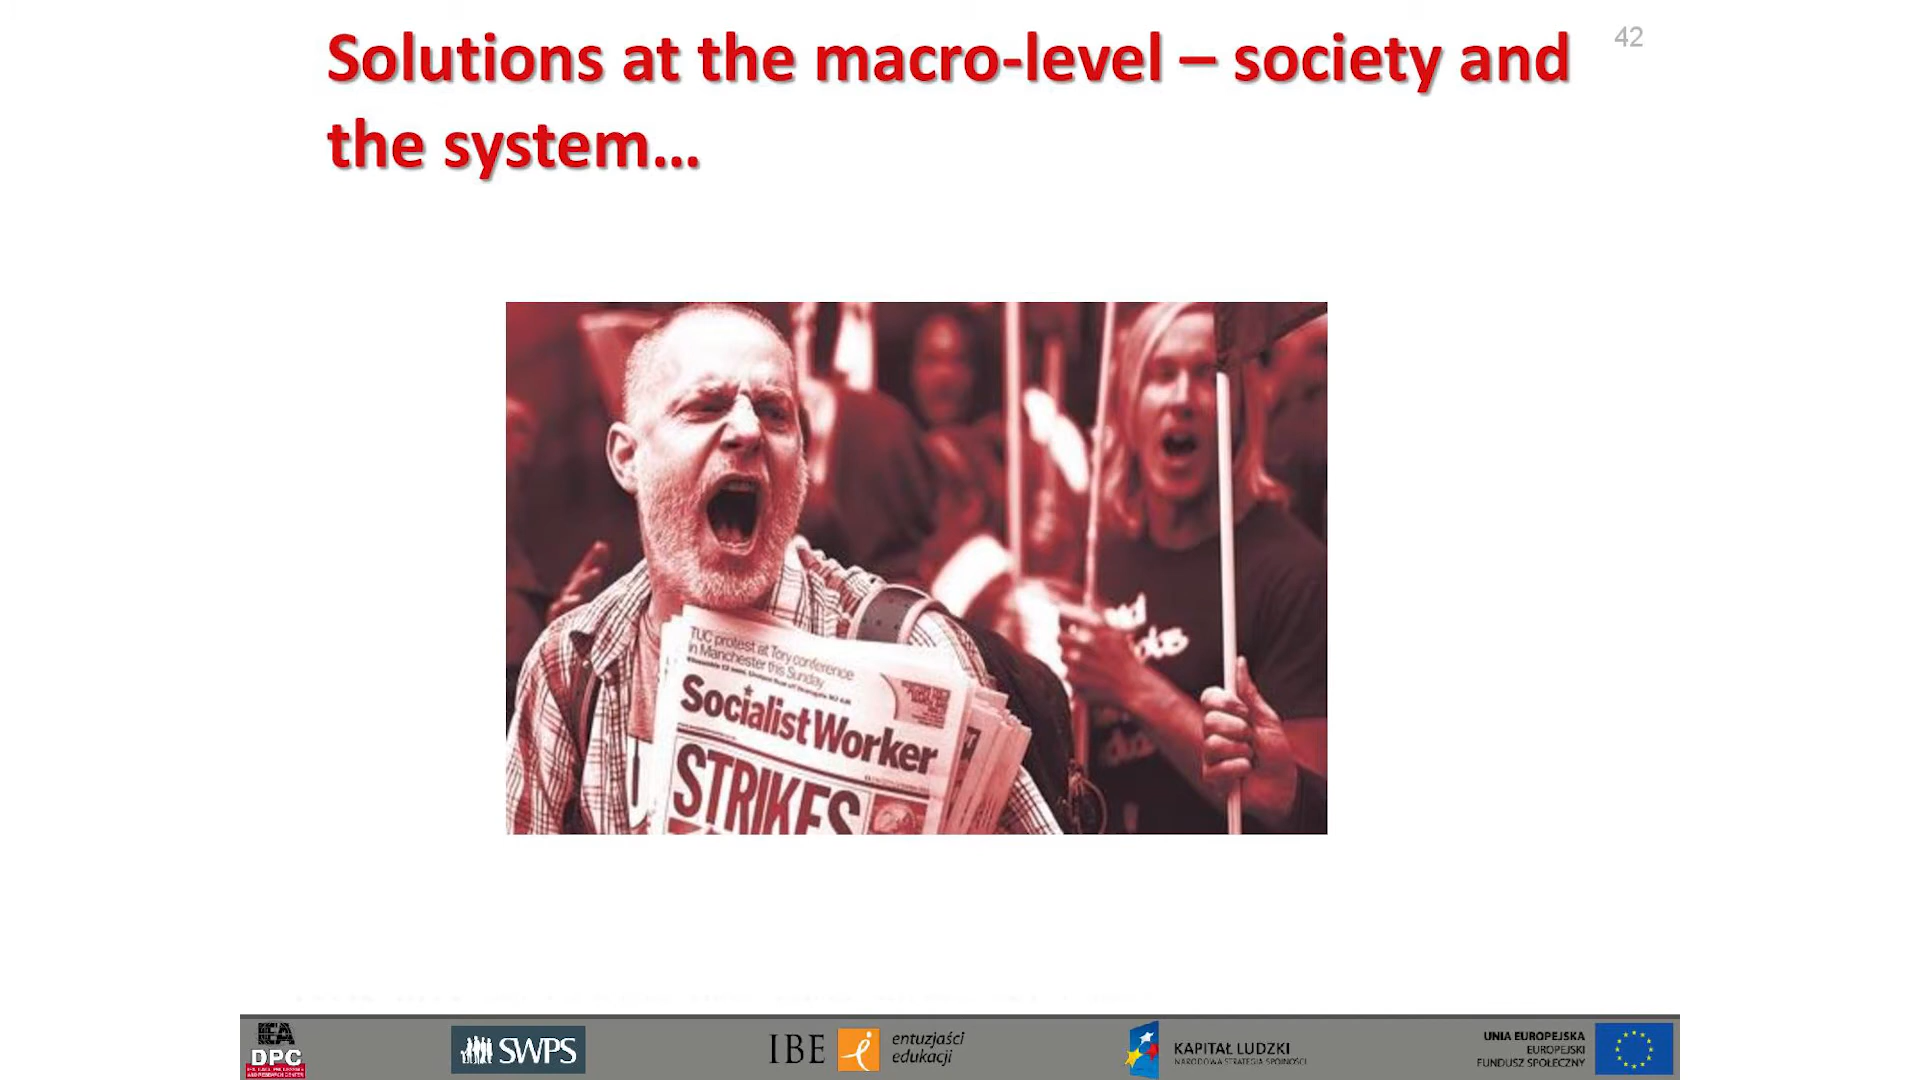 Solutions at the macro-level – society and
the system...
42
TUC protest at Tory conference
in Manchester this Sunday
Socialist Worker
STRIKES
IEA
DPC
SWPS
IBE
entuzjaści
edukacji
KAPITAŁ LUDZKI
NARODOWA STRATEGIA SPÓJNOŚCI
UNIA EUROPEJSKA
EUROPEJSKI
FUNDUSZ SPOŁECZNY